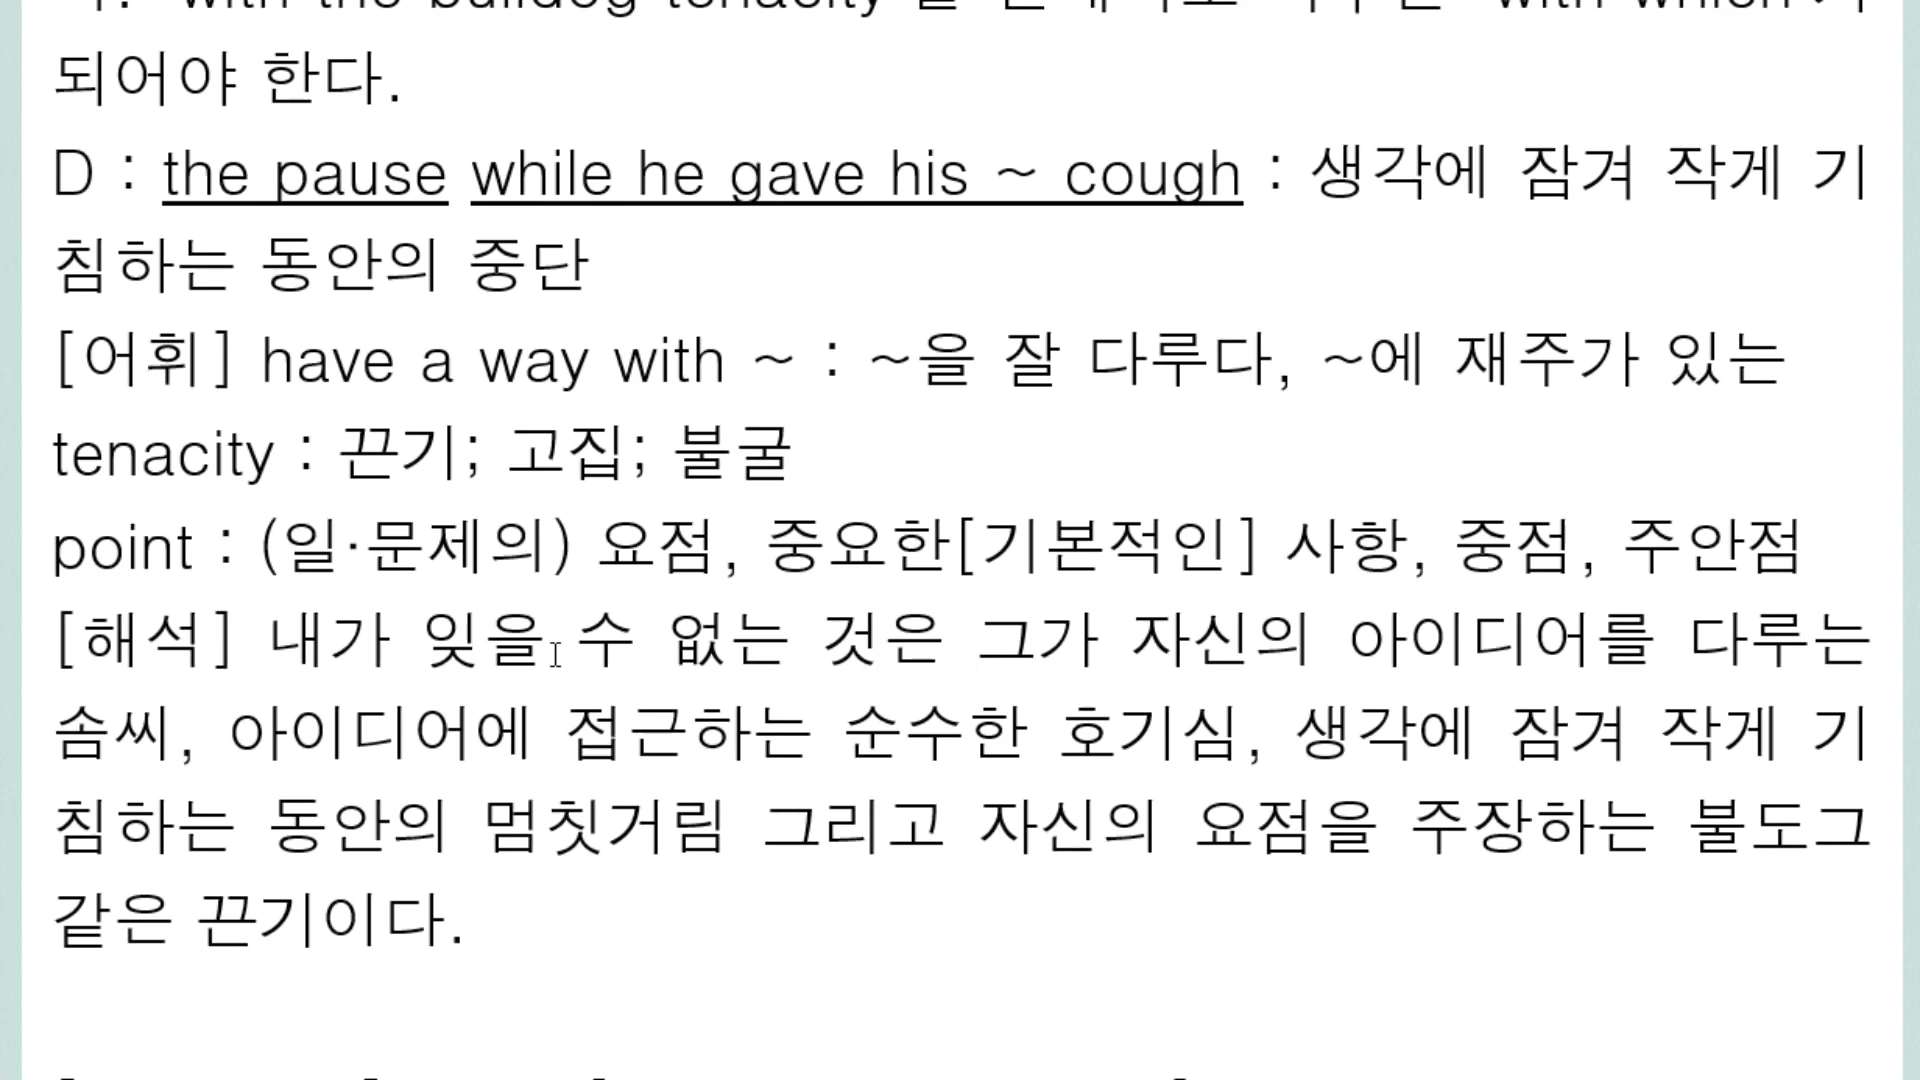 with the bulldog tenacity with which
되어야 한다.
D : the pause while he gave his ~ cough : 생각에 잠겨 작게 기
침하는 동안의 중단
[어휘] have a way with ~ : ~을 잘 다루다, ~에 재주가 있는
tenacity : 끈기; 고집; 불굴
point : (일·문제의) 요점, 중요한[기본적인] 사항, 중점, 주안점
[해석] 내가 잊을 수 없는 것은 그가 자신의 아이디어를 다루는
솜씨, 아이디어에 접근하는 순수한 호기심, 생각에 잠겨 작게 기
침하는 동안의 멈칫거림 그리고 자신의 요점을 주장하는 불도그
같은 끈기이다.